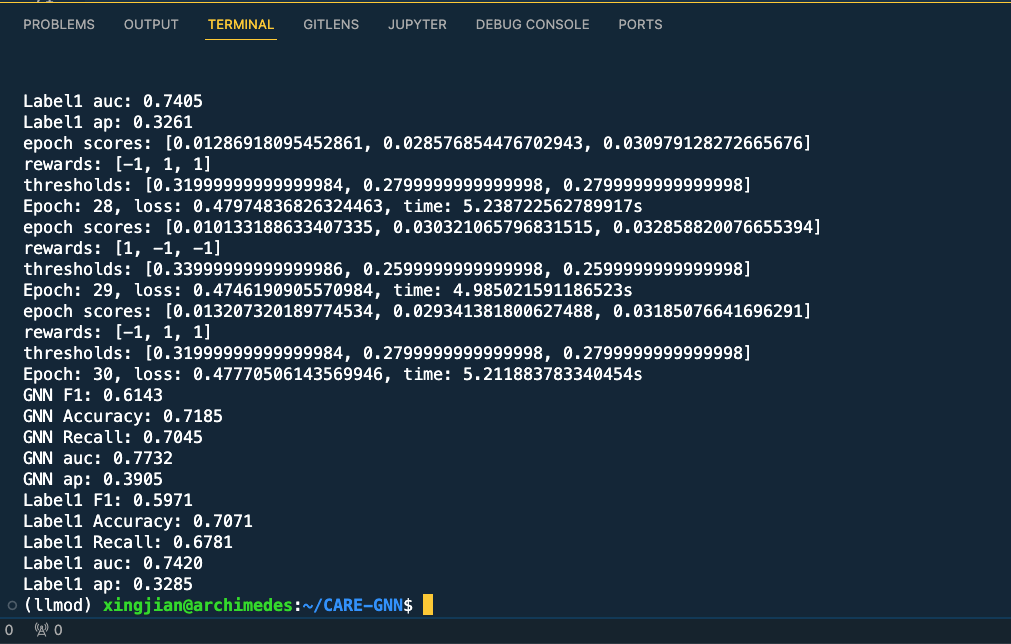 PROBLEMS OUTPUT TERMINAL GITLENS JUPYTER DEBUG CONSOLE PORTS
Label1 auc: 0.7405
Label1 ap: 0.3261
epoch scores: [0.01286918095452861, 0.028576854476702943, 0.030979128272665676]
rewards: [-1, 1, 1]
thresholds: [0.31999999999999984, 0.2799999999999998, 0.2799999999999998]
Epoch: 28, loss: 0.47974836826324463, time: 5.238722562789917s
epoch scores: [0.010133188633407335, 0.030321065796831515, 0.032858820076655394]
rewards: [1, -1, -1]
thresholds: [0.33999999999999986, 0.2599999999999998, 0.2599999999999998]
Epoch: 29, loss: 0.4746190905570984, time: 4.985021591186523s
epoch scores: [0.013207320189774534, 0.029341381800627488, 0.03185076641696291]
rewards: [-1, 1, 1]
thresholds: [0.31999999999999984, 0.2799999999999998, 0.2799999999999998]
Epoch: 30, loss: 0.47770506143569946, time: 5.211883783340454s
GNN F1: 0.6143
GNN Accuracy: 0.7185
GNN Recall: 0.7045
GNN auc: 0.7732
GNN ap: 0.3905
Label1 F1: 0.5971
Label1 Accuracy: 0.7071
Label1 Recall: 0.6781
Label1 auc: 0.7420
Label1 ap: 0.3285
(llmod) xingjian@archimedes:~/CARE-GNN$
0 0